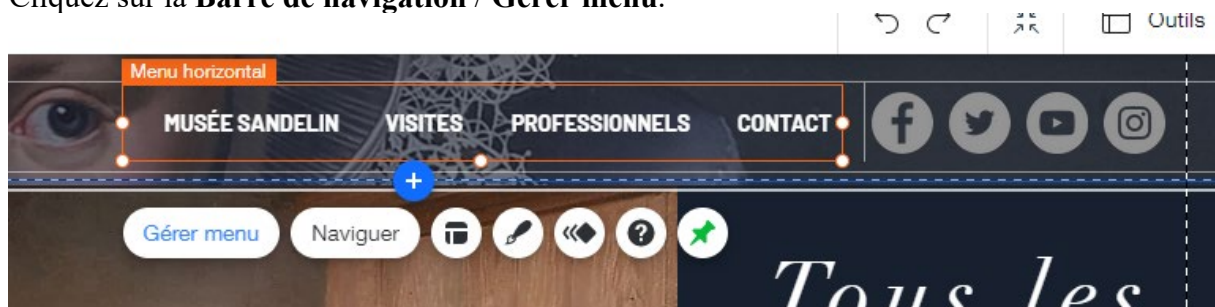 Cliquez sur la Barre de navigation / Gérer menu.
Outils
Menu horizontal
MUSÉE SANDELIN VISITES PROFESSIONNELS CONTACT
Gérer menu Naviguer
Tous les